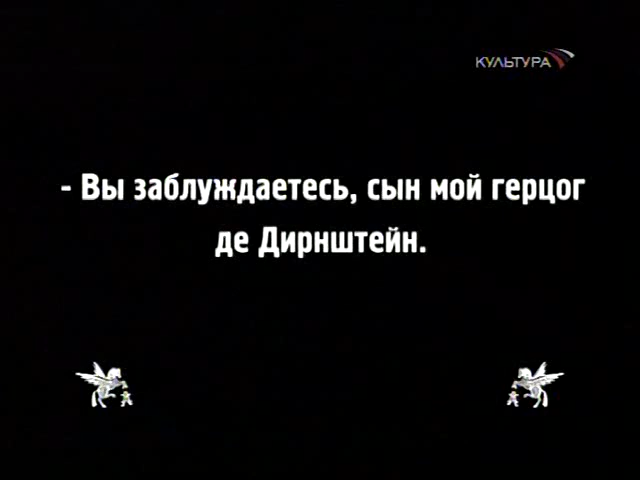 КУЛЬТУРА
- Вы заблуждаетесь, сын мой герцог
де Дирнштейн.